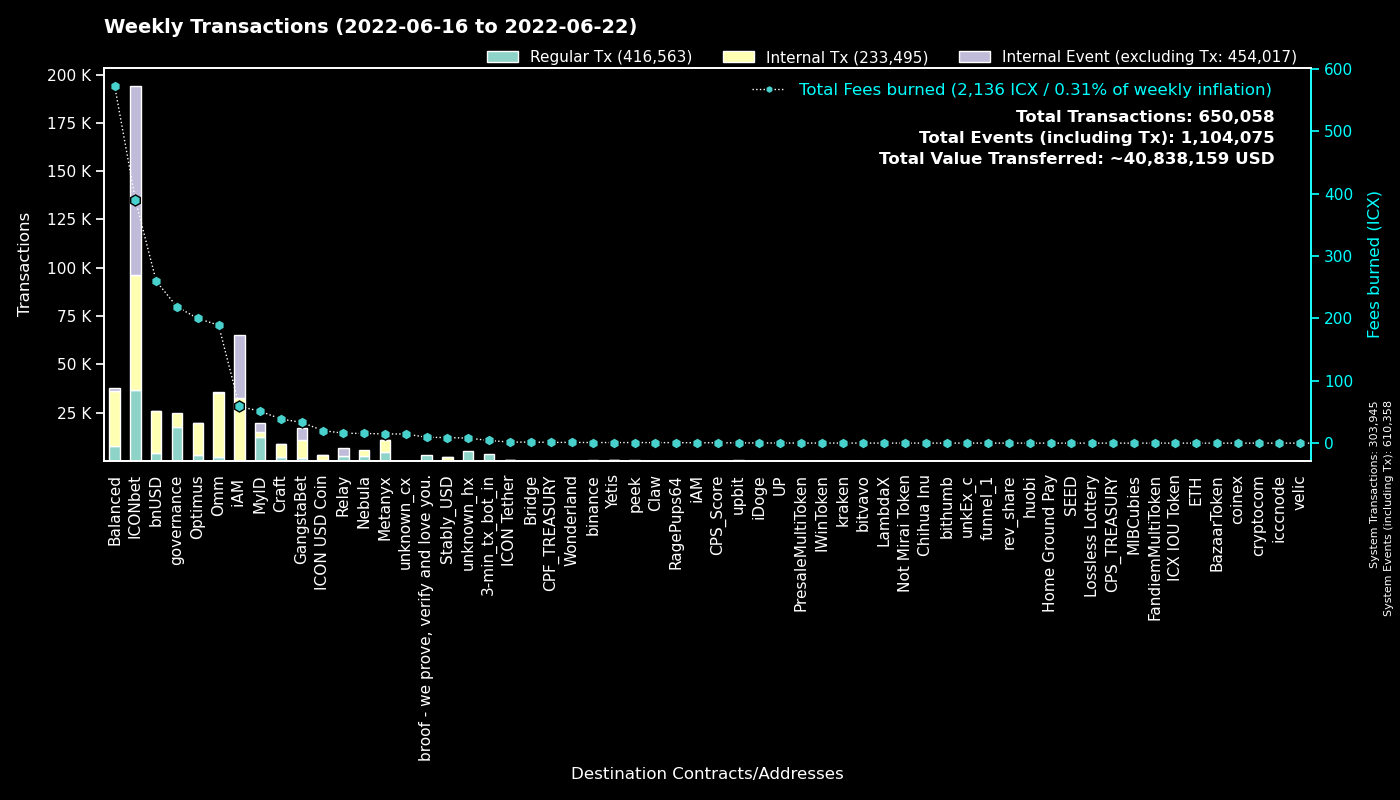 Weekly Transactions (2022-06-16 to 2022-06-22)
Regular Tx (416,563)
Internal Tx (233,495)
Internal Event (excluding Tx: 454,017)
Total Fees burned (2,136 ICX / 0.31% of weekly inflation)
Total Transactions: 650,058
Total Events (including Tx): 1,104,075
Total Value Transferred: ~40,838,159 USD
Transactions
200 K
175 K
150 K
125 K
100 K
75 K
50 K
25 K
600
500
400
300
200
100
0
Fees burned (ICX)
System Transactions: 303,945
System Events (including Tx): 610,358
Balanced
ICONbet
bnUSD
governance
Optimus
Omm
iAM
MyID
Craft
GangstaBet
ICON USD Coin
Relay
Nebula
Metanyx
unknown_cx
broof - we prove, verify and love you.
Stably_USD
unknown_hx
3-min_tx_bot_in
ICON Tether
Bridge
CPF_TREASURY
Wonderland
binance
Yetis
peek
Claw
RagePups64
iAM
CPS_Score
upbit
iDoge
UP
PresaleMultiToken
IWinToken
kraken
bitvavo
LambdaX
Not Mirai Token
Chihua Inu
bithumb
unkEx_c
funnel_1
rev_share
huobi
Home Ground Pay
SEED
Lossless Lottery
CPS_TREASURY
MIBCubies
FandiemMultiToken
ICX IOU Token
ETH
BazaarToken
coinex
cryptocom
iccnode
velic
Destination Contracts/Addresses